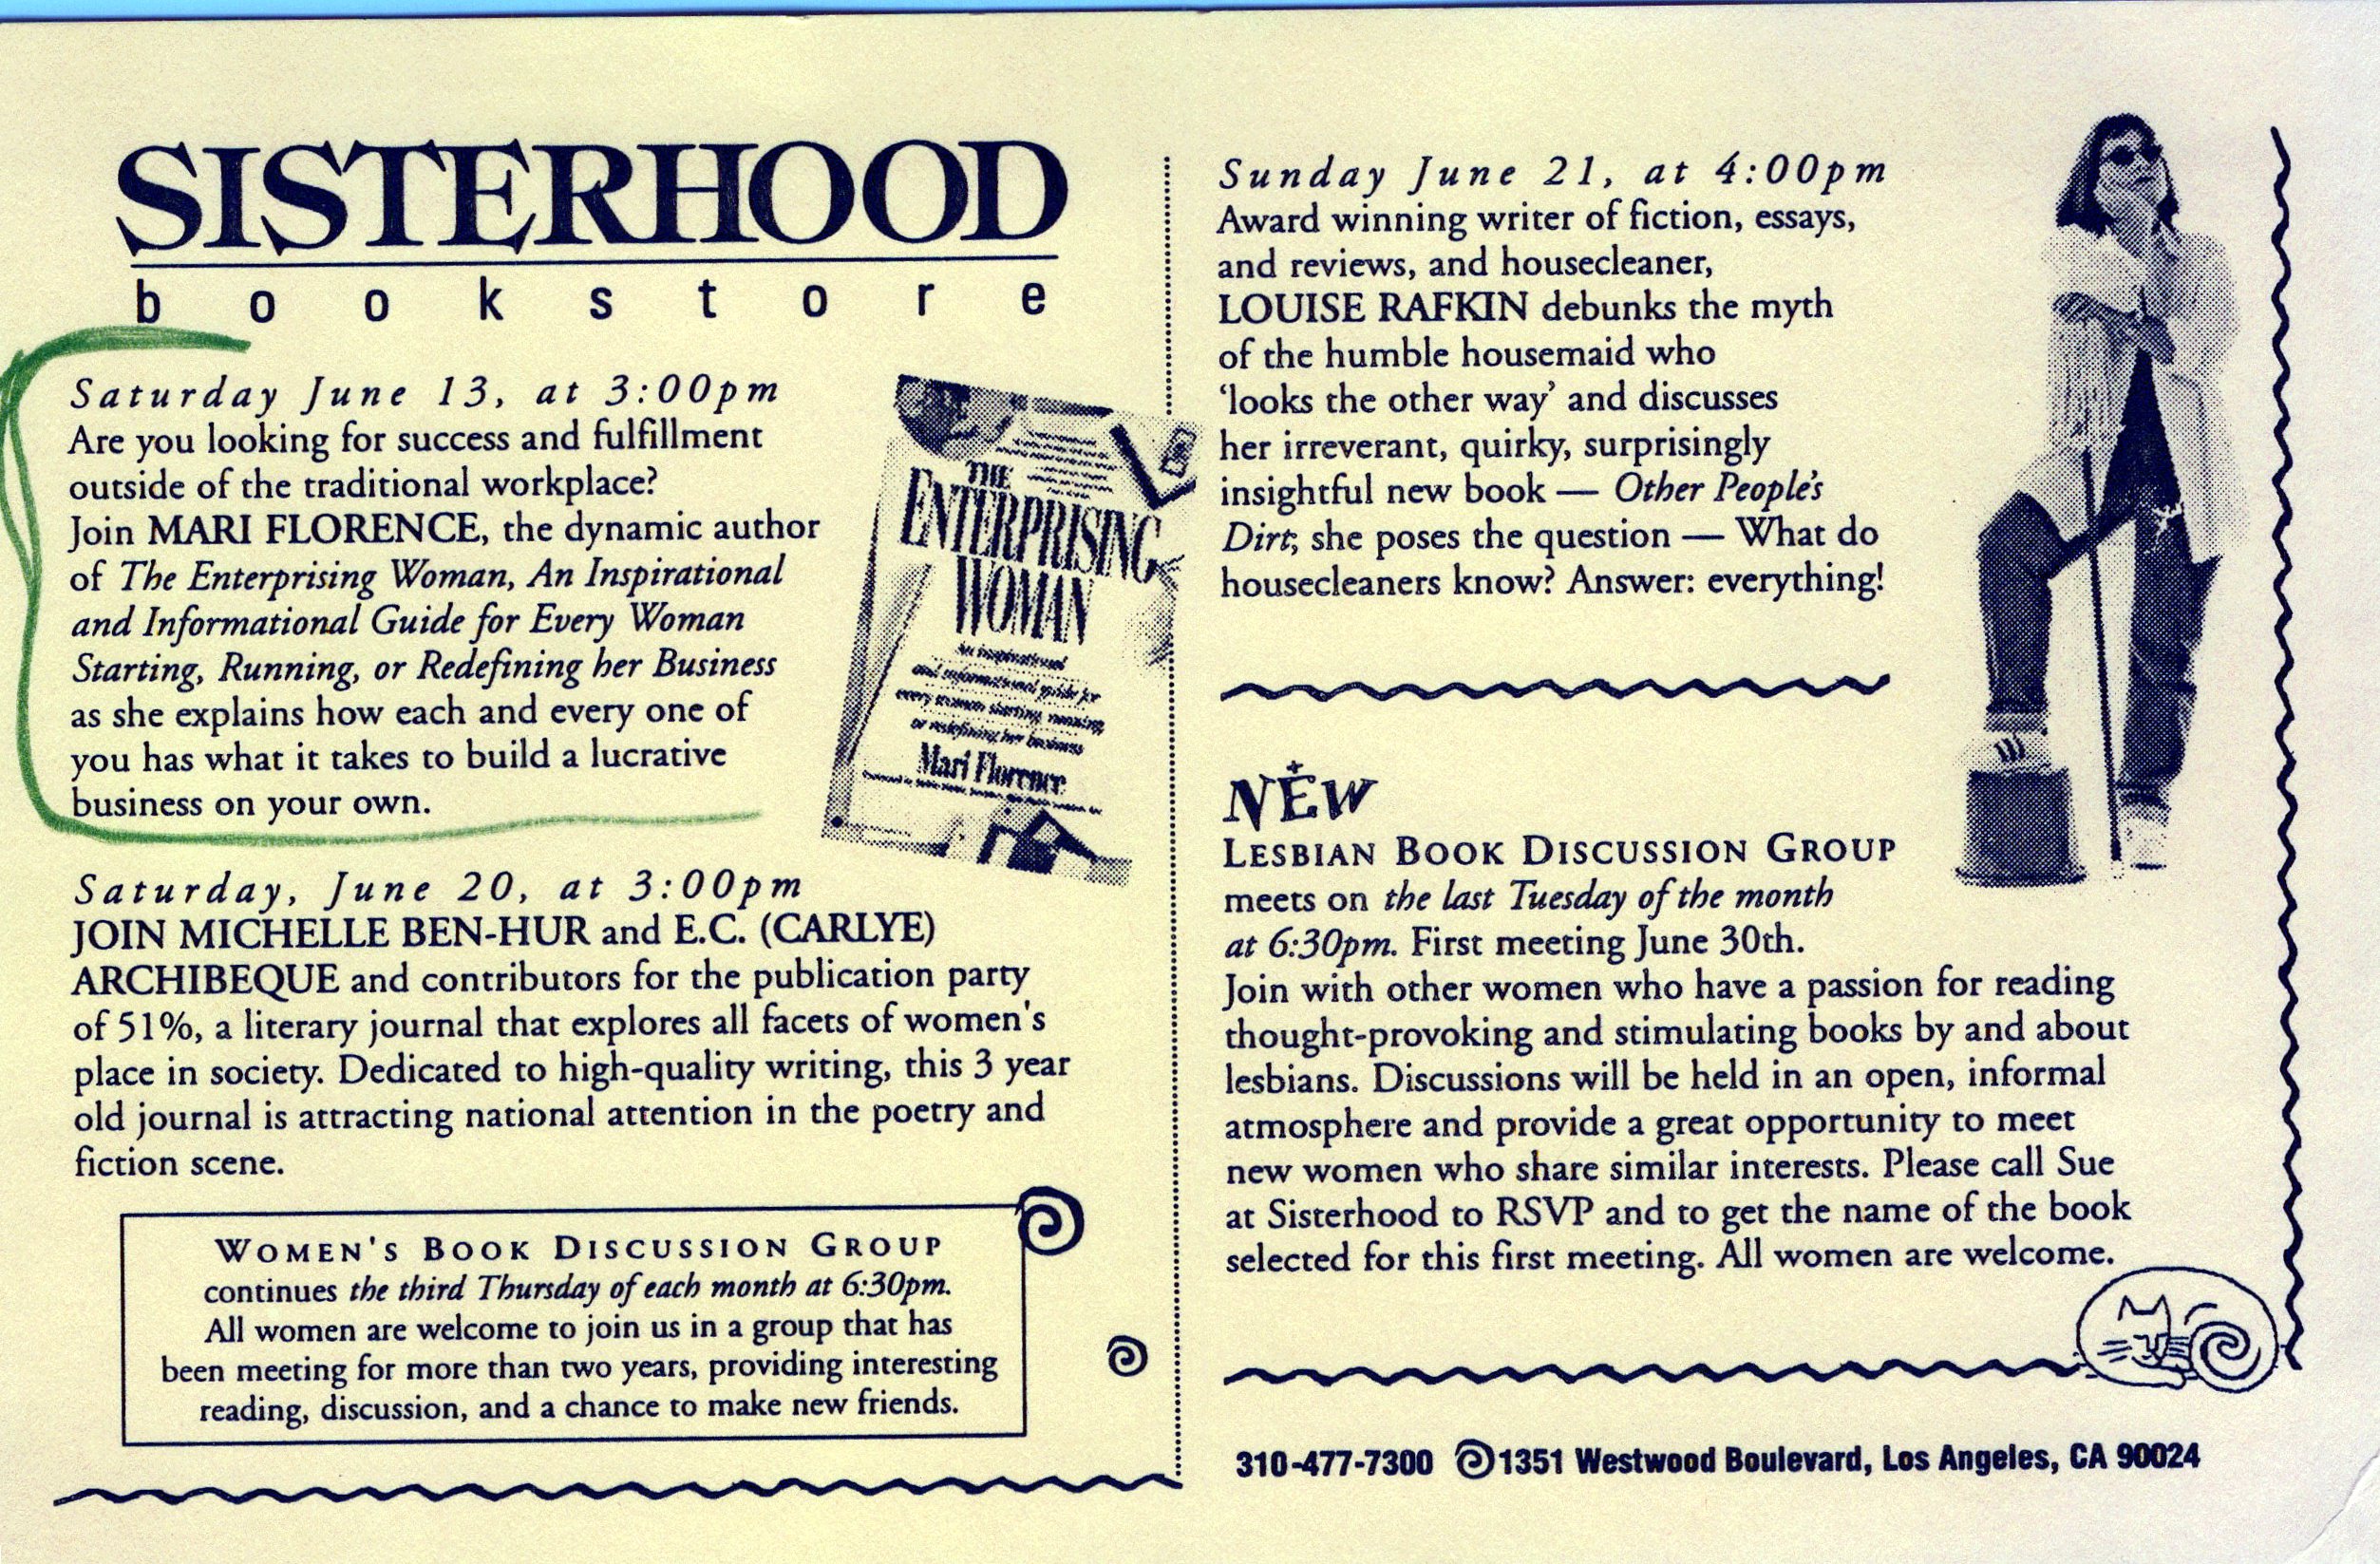 SISTERHOOD
bookstore
Saturday June 13, at 3:00pm
Are you looking for success and fulfillment
outside of the traditional workplace?
Join MARI FLORENCE, the dynamic author
of The Enterprising Woman, An Inspirational
and Informational Guide for Every Woman
Starting, Running, or Redefining her Business
as she explains how each and every one of
you has what it takes to build a lucrative
business on your own.
THE
ENTERPRISING
WOMAN
An inspirational
and informational guide for
every woman starting, running
or redefining her business
Mari Florence
Saturday, June 20, at 3:00pm
JOIN MICHELLE BEN-HUR and E.C. (CARLYE)
ARCHIBEQUE and contributors for the publication party
of 51%, a literary journal that explores all facets of women's
place in society. Dedicated to high-quality writing, this 3 year
old journal is attracting national attention in the poetry and
fiction scene.
WOMEN'S BOOK DISCUSSION GROUP
continues the third Thursday of each month at 6:30pm.
All women are welcome to join us in a group that has
been meeting for more than two years, providing interesting
reading, discussion, and a chance to make new friends.
Sunday June 21, at 4:00pm
Award winning writer of fiction, essays,
and reviews, and housecleaner,
LOUISE RAFKIN debunks the myth
of the humble housemaid who
‘looks the other way’ and discusses
her irreverant, quirky, surprisingly
insightful new book — Other People's
Dirt; she poses the question — What do
housecleaners know? Answer: everything!
NEW
LESBIAN BOOK DISCUSSION GROUP
meets on the last Tuesday of the month
at 6:30pm. First meeting June 30th.
Join with other women who have a passion for reading
thought-provoking and stimulating books by and about
lesbians. Discussions will be held in an open, informal
atmosphere and provide a great opportunity to meet
new women who share similar interests. Please call Sue
at Sisterhood to RSVP and to get the name of the book
selected for this first meeting. All women are welcome.
310-477-7300 1351 Westwood Boulevard, Los Angeles, CA 90024